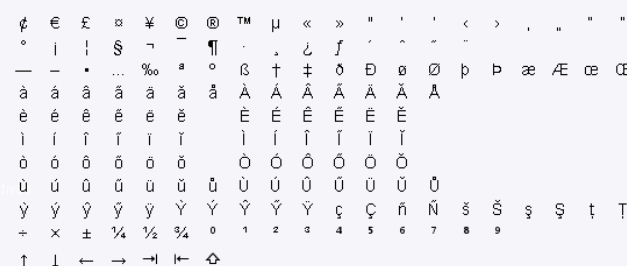 ¢ € £ ¤ ¥ © ® ™ µ « » " ' ' ‹ › ‚ „ " "
° ¡ ¦ § ¬ ¯ ¶ · ¸ ¿ ƒ ´ ˆ ˝ ¨
— – • … ‰ ª º ß † ‡ ð Ð ø Ø þ Þ æ Æ œ Œ
à á â a̋ ä ǎ å À Á Â A̋ Ä Ǎ Å
è é ê e̋ ë ě È É Ê E̋ Ë Ě
ì í î i̋ ï ǐ Ì Í Î I̋ Ï Ǐ
ò ó ô ő ö ǒ Ò Ó Ô Ő Ö Ǒ
ù ú û ű ü ǔ ů Ù Ú Û Ű Ü Ǔ Ů
ỳ ý ŷ y̋ ÿ Ỳ Ý Ŷ Y̋ Ÿ ç Ç ñ Ñ š Š ş Ş ţ Ţ
÷ × ± ¼ ½ ¾ ⁰ ¹ ² ³ ⁴ ⁵ ⁶ ⁷ ⁸ ⁹
↑ ↓ ← → ⇥ ⇤ ⇧